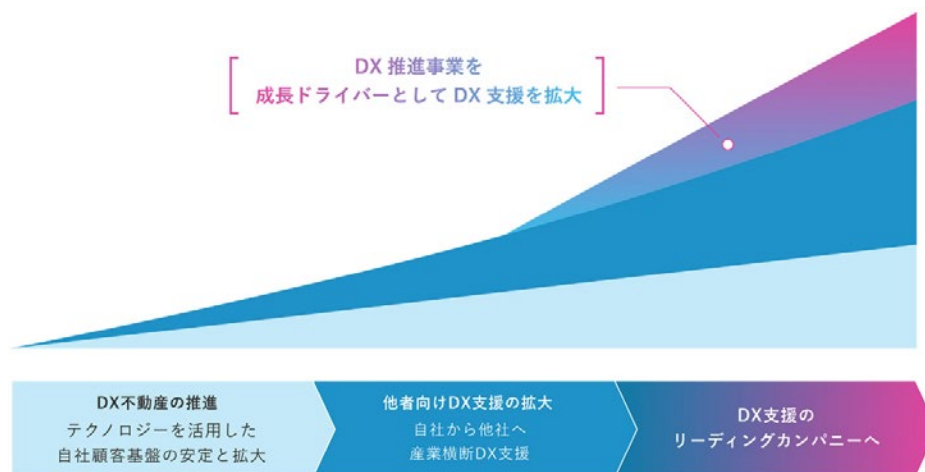 DX 推進事業を
成長ドライバーとして DX 支援を拡大
DX不動産の推進
テクノロジーを活用した
自社顧客基盤の安定と拡大
他者向けDX支援の拡大
自社から他社へ
産業横断DX支援
DX支援の
リーディングカンパニーへ